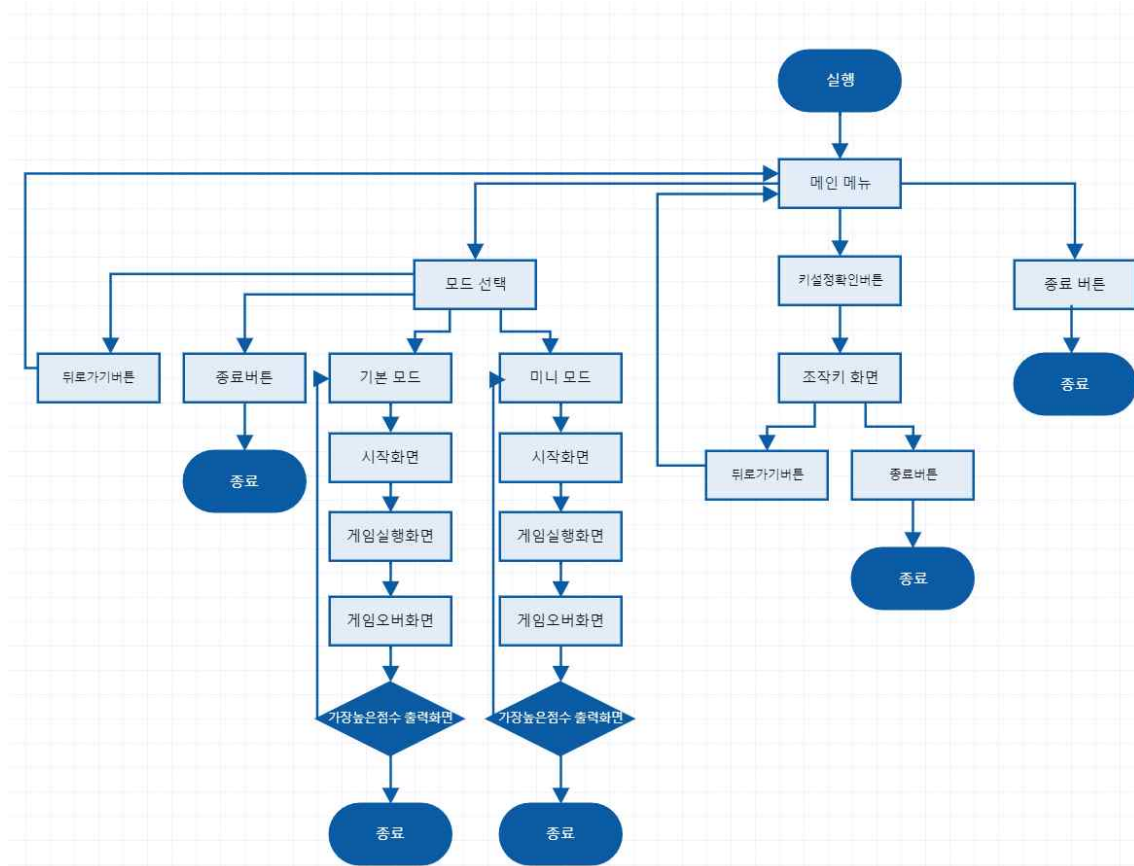 실행
메인 메뉴
모드 선택
키설정확인버튼
종료 버튼
뒤로가기버튼
종료버튼
기본 모드
미니 모드
조작키 화면
종료
종료
시작화면
시작화면
뒤로가기버튼
종료버튼
게임실행화면
게임실행화면
종료
게임오버화면
게임오버화면
가장높은점수 출력화면
가장높은점수 출력화면
종료
종료